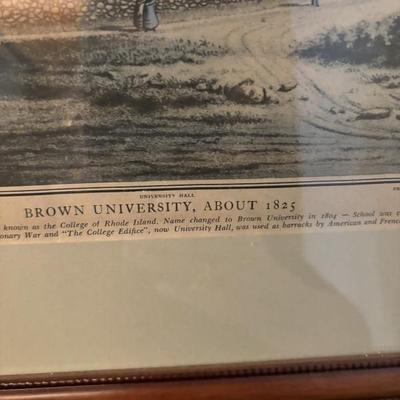 UNIVERSITY HALL
BROWN UNIVERSITY, ABOUT 1825
known as the College of Rhode Island. Name changed to Brown University in 1804 — School was
onary War and "The College Edifice", now University Hall, was used as barracks by American and